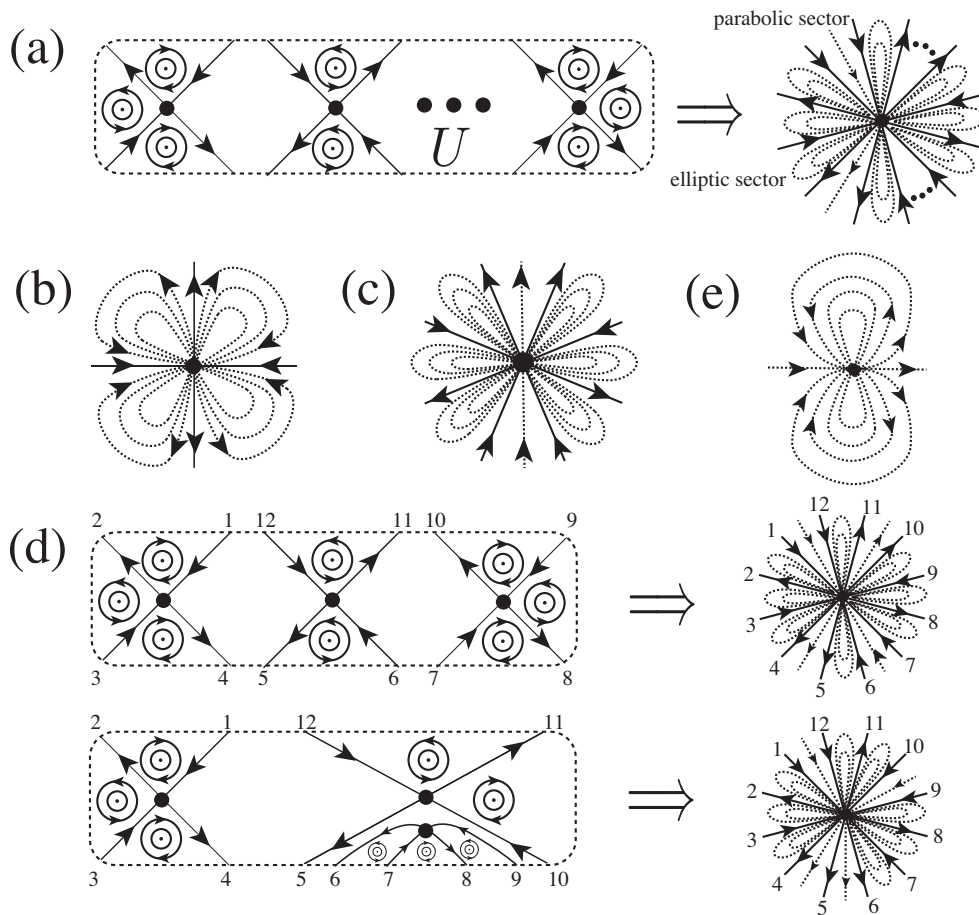 (a)
U
parabolic sector
elliptic sector
(b)
(c)
(e)
(d)
2 1 12 11 10 9
3 4 5 6 7 8
12 11
1 10
2 9
3 8
4 7
5 6
2 1 12 11
3 4 5 6 7 8 9 10
12 11
1 10
2 9
3 8
4 7
5 6